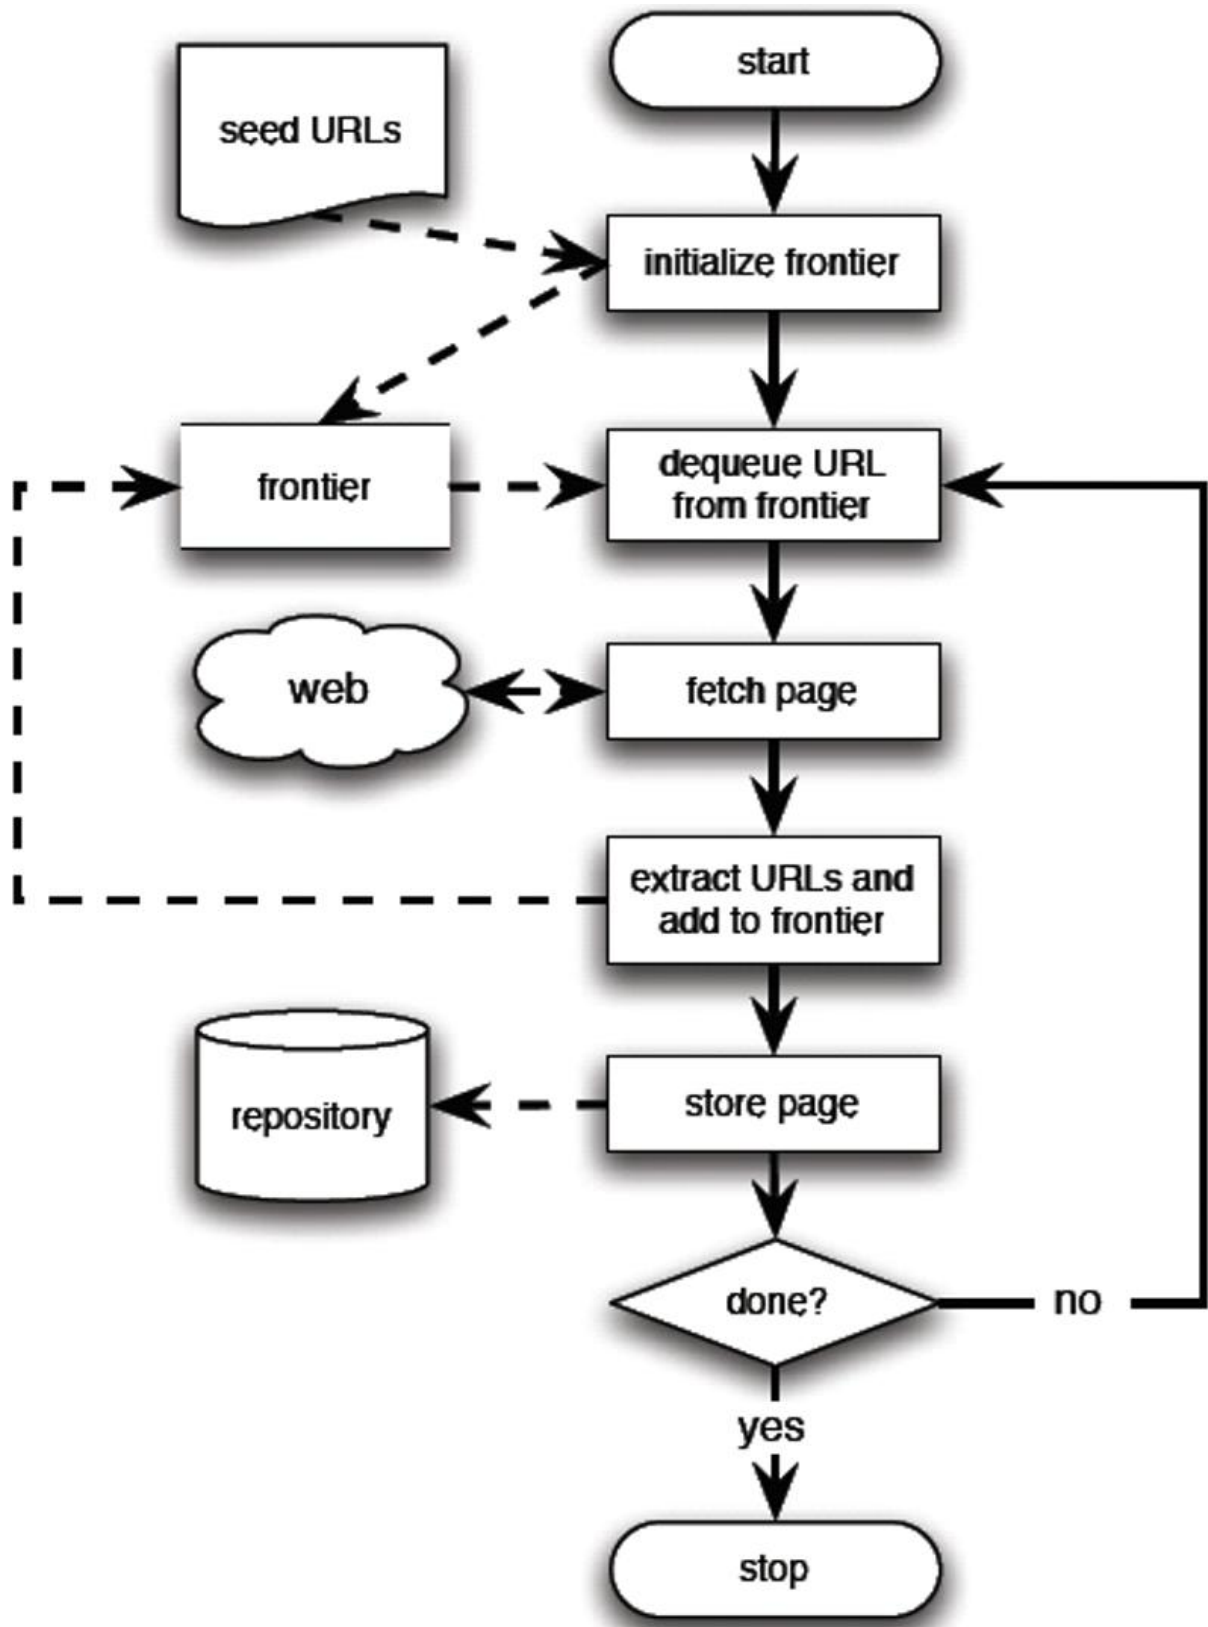 start
seed URLs
initialize frontier
frontier
dequeue URL
from frontier
web
fetch page
extract URLs and
add to frontier
repository
store page
done?
no
yes
stop